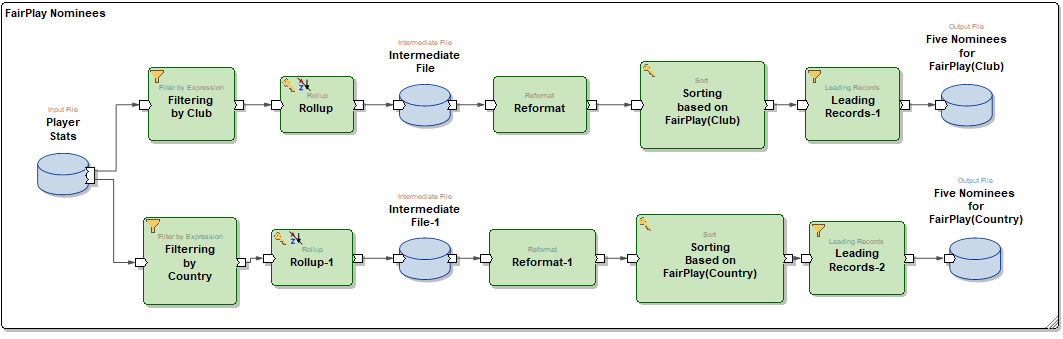 FairPlay Nominees
Input File
Player
Stats
Filter by Expression
Filtering
by Club
Rollup
Rollup
Intermediate File
Intermediate
File
Reformat
Reformat
Sort
Sorting
based on
FairPlay(Club)
Leading Records
Leading
Records-1
Output File
Five Nominees
for
FairPlay(Club)
Filter by Expression
Filterring
by
Country
Rollup
Rollup-1
Intermediate File
Intermediate
File-1
Reformat
Reformat-1
Sort
Sorting
Based on
FairPlay(Country)
Leading Records
Leading
Records-2
Output File
Five Nominees
for
FairPlay(Country)